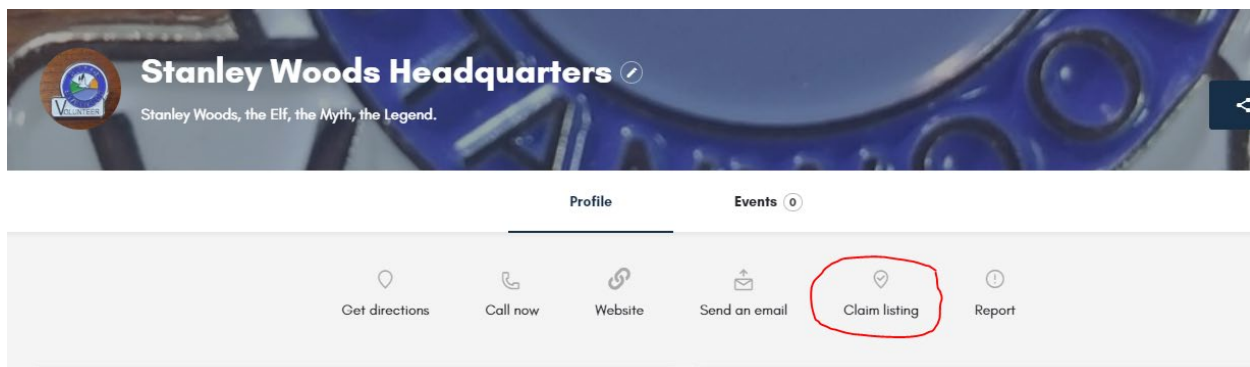 Stanley Woods Headquarters
Stanley Woods, the Elf, the Myth, the Legend.
VOLUNTEER
Profile
Events 0
Get directions
Call now
Website
Send an email
Claim listing
Report